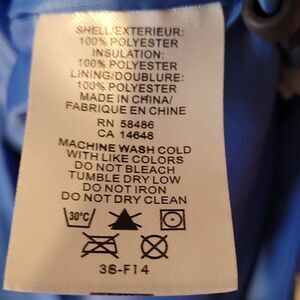 SHELL/EXTERIEUR:
100% POLYESTER
INSULATION:
100% POLYESTER
LINING/DOUBLURE:
100% POLYESTER
MADE IN CHINA/
FABRIQUE EN CHINE
RN 58486
CA 14648
MACHINE WASH COLD
WITH LIKE COLORS
DO NOT BLEACH
TUMBLE DRY LOW
DO NOT IRON
DO NOT DRY CLEAN
30°C
3S-F14